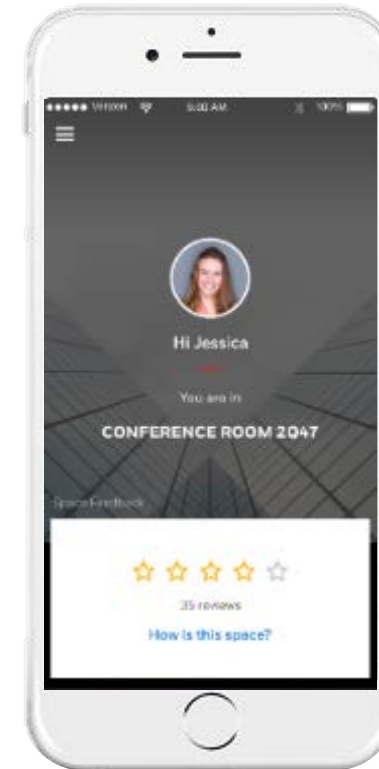 Verizon 9:00 AM 100%
Hi Jessica
You are in
CONFERENCE ROOM 2047
Space Feedback
35 reviews
How is this space?